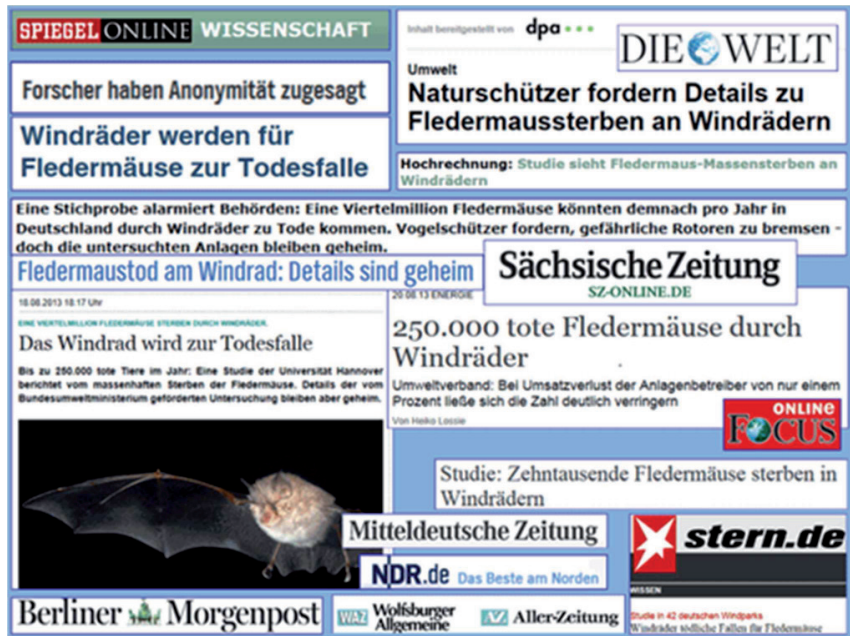 SPIEGEL ONLINE WISSENSCHAFT
Inhalt bereitgestellt von dpa
DIE WELT
Forscher haben Anonymität zugesagt
Umwelt
Naturschützer fordern Details zu
Fledermaussterben an Windrädern
Windräder werden für
Fledermäuse zur Todesfalle
Hochrechnung: Studie sieht Fledermaus-Massensterben an
Windrädern
Eine Stichprobe alarmiert Behörden: Eine Viertelmillion Fledermäuse könnten demnach pro Jahr in
Deutschland durch Windräder zu Tode kommen. Vogelschützer fordern, gefährliche Rotoren zu bremsen -
doch die untersuchten Anlagen bleiben geheim.
Fledermaustod am Windrad: Details sind geheim
Sächsische Zeitung
SZ-ONLINE.DE
18.08.2013 18:17 Uhr
EINE VIERTELMILLION FLEDERMÄUSE STERBEN DURCH WINDRÄDER.
Das Windrad wird zur Todesfalle
Bis zu 250.000 tote Tiere im Jahr: Eine Studie der Universität Hannover
berichtet vom massenhaften Sterben der Fledermäuse. Details der vom
Bundesumweltministerium geförderten Untersuchung bleiben aber geheim.
20.08.13 ENERGIE
250.000 tote Fledermäuse durch
Windräder
Umweltverband: Bei Umsatzverlust der Anlagenbetreiber von nur einem
Prozent ließe sich die Zahl deutlich verringern
Von Heiko Lossie
ONLINE
FOCUS
Studie: Zehntausende Fledermäuse sterben in
Windrädern
Mitteldeutsche Zeitung
stern.de
NDR.de Das Beste am Norden
WISSEN
Studie in 42 deutschen Windparks
Windräder tödliche Fallen für Fledermäuse
Berliner Morgenpost
WAZ Wolfsburger
Allgemeine
AZ Aller-Zeitung